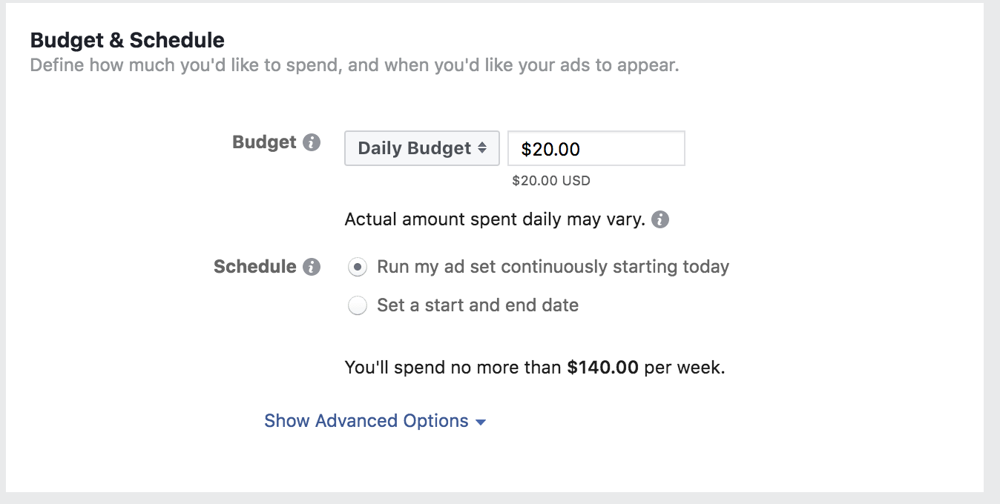 Budget & Schedule
Define how much you'd like to spend, and when you'd like your ads to appear.
Budget i Daily Budget $20.00
$20.00 USD
Actual amount spent daily may vary. i
Schedule i Run my ad set continuously starting today
Set a start and end date
You'll spend no more than $140.00 per week.
Show Advanced Options